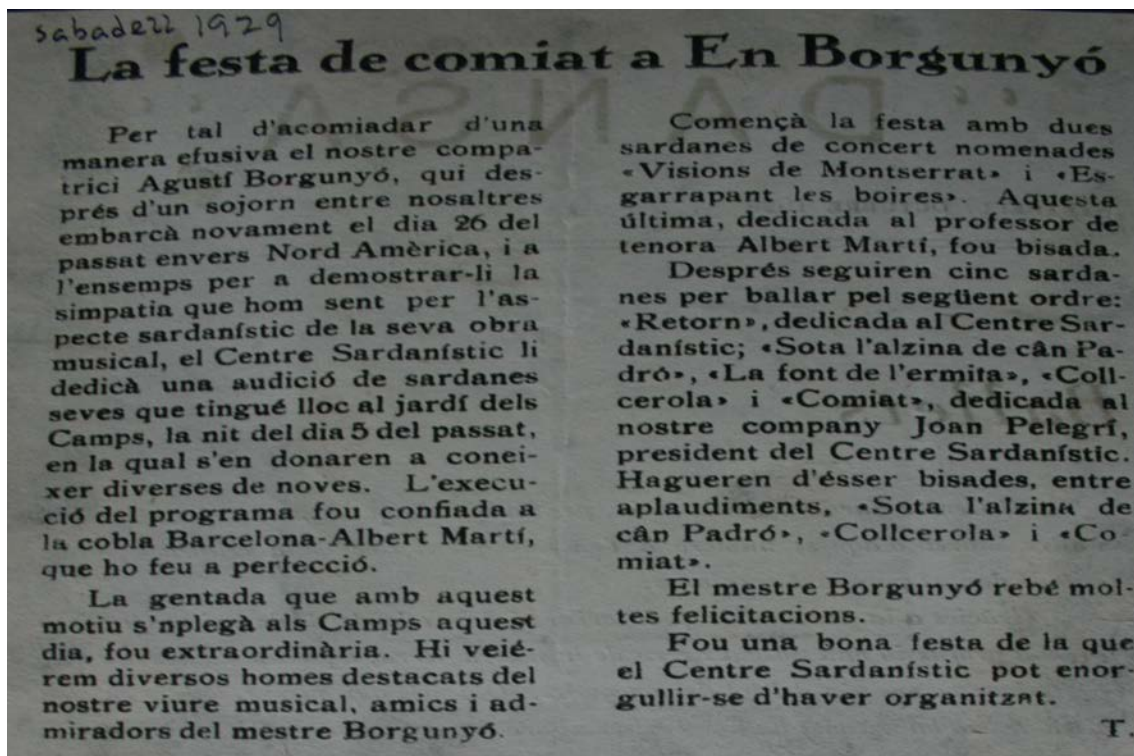 sabadell 1929
La festa de comiat a En Borgunyó
Per tal d'acomiadar d'una
manera efusiva el nostre compa-
trici Agustí Borgunyó, qui des-
prés d'un sojorn entre nosaltres
embarcà novament el dia 26 del
passat envers Nord Amèrica, i a
l'ensemps per a demostrar-li la
simpatia que hom sent per l'as-
pecte sardanístic de la seva obra
musical, el Centre Sardanístic li
dedicà una audició de sardanes
seves que tingué lloc al jardí dels
Camps, la nit del dia 5 del passat,
en la qual s'en donaren a conei-
xer diverses de noves. L'execu-
ció del programa fou confiada a
la cobla Barcelona-Albert Martí,
que ho feu a perfecció.
La gentada que amb aquest
motiu s'nplegà als Camps aquest
dia, fou extraordinària. Hi veié-
rem diversos homes destacats del
nostre viure musical, amics i ad-
miradors del mestre Borgunyó.
Començà la festa amb dues
sardanes de concert nomenades
«Visions de Montserrat» i «Es-
garrapant les boires». Aquesta
última, dedicada al professor de
tenora Albert Martí, fou bisada.
Després seguiren cinc sarda-
nes per ballar pel següent ordre:
«Retorn», dedicada al Centre Sar-
danístic; «Sota l'alzina de cân Pa-
dró», «La font de l'ermita», «Coll-
cerola» i «Comiat», dedicada al
nostre company Joan Pelegrí,
president del Centre Sardanístic.
Hagueren d'ésser bisades, entre
aplaudiments, «Sota l'alzina de
cân Padró», «Collcerola» i «Co
miat».
El mestre Borgunyó rebé mol-
tes felicitacions.
Fou una bona festa de la que
el Centre Sardanístic pot enor-
gullir-se d'haver organitzat.
T.